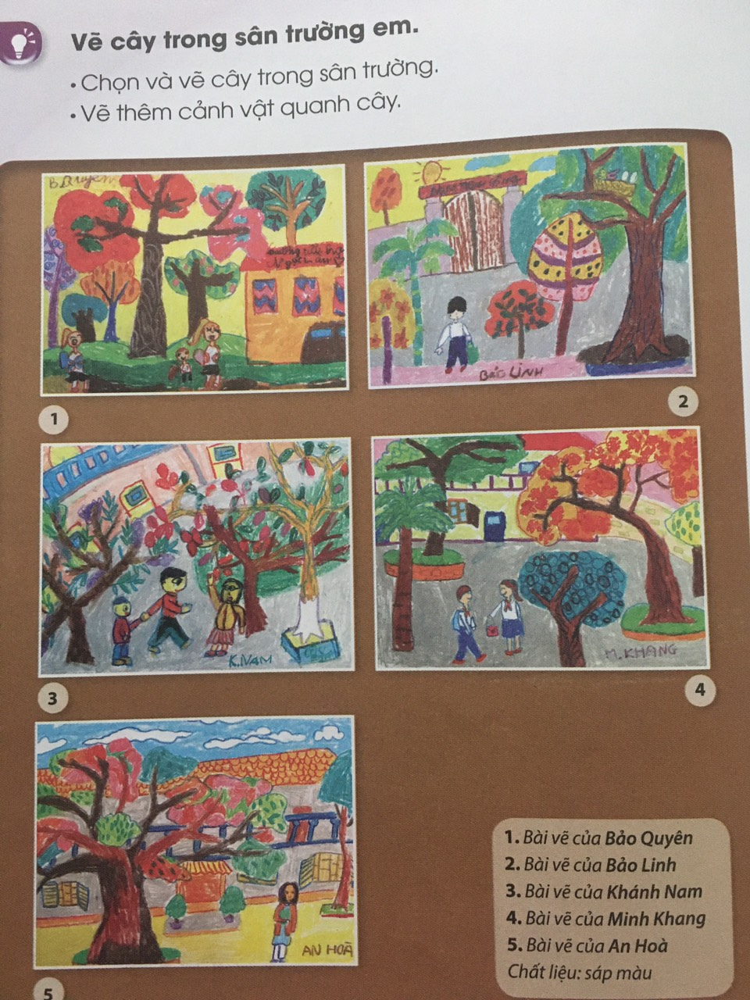 Vẽ cây trong sân trường em.
• Chọn và vẽ cây trong sân trường.
• Vẽ thêm cảnh vật quanh cây.
B Quyên
BẢO LINH
1
2
K.NAM
M.KHANG
3
4
AN HOÀ
5
1. Bài vẽ của Bảo Quyên
2. Bài vẽ của Bảo Linh
3. Bài vẽ của Khánh Nam
4. Bài vẽ của Minh Khang
5. Bài vẽ của An Hoà
Chất liệu: sáp màu